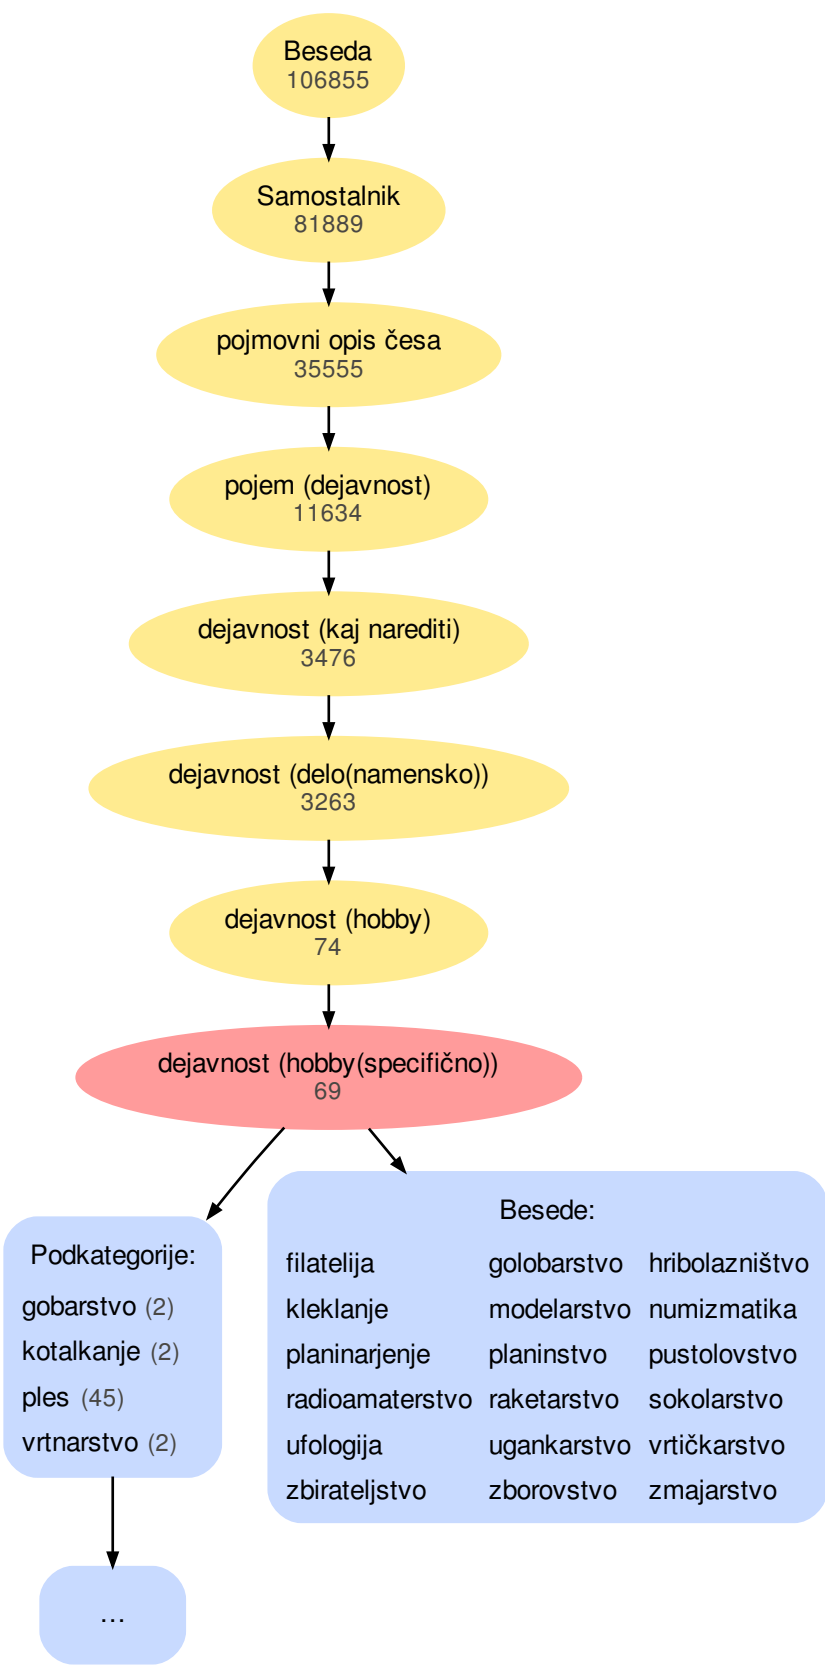 Beseda
106855
Samostalnik
81889
pojmovni opis česa
35555
pojem (dejavnost)
11634
dejavnost (kaj narediti)
3476
dejavnost (delo(namensko))
3263
dejavnost (hobby)
74
dejavnost (hobby(specifično))
69
Podkategorije:
gobarstvo (2)
kotalkanje (2)
ples (45)
vrtnarstvo (2)
...
Besede:
filatelija golobarstvo hribolazništvo
kleklanje modelarstvo numizmatika
planinarjenje planinstvo pustolovstvo
radioamaterstvo raketarstvo sokolarstvo
ufologija ugankarstvo vrtičkarstvo
zbirateljstvo zborovstvo zmajarstvo